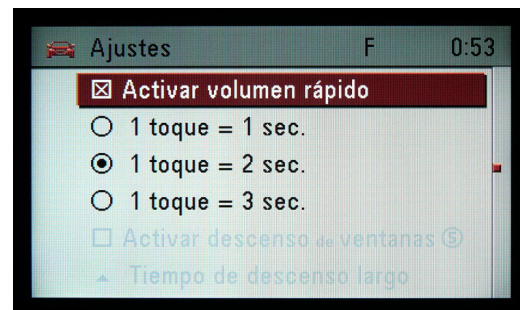 Ajustes F 0:53
Activar volumen rápido
1 toque = 1 sec.
1 toque = 2 sec.
1 toque = 3 sec.
Activar descenso de ventanas Ⓢ
Tiempo de descenso largo